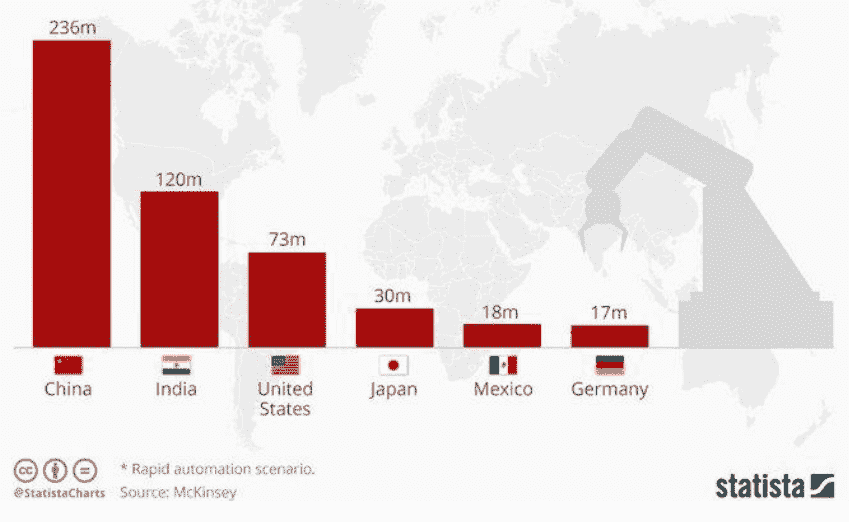 236m
120m
73m
30m
18m
17m
China
India
United
States
Japan
Mexico
Germany
* Rapid automation scenario.
@StatistaCharts Source: McKinsey
statista